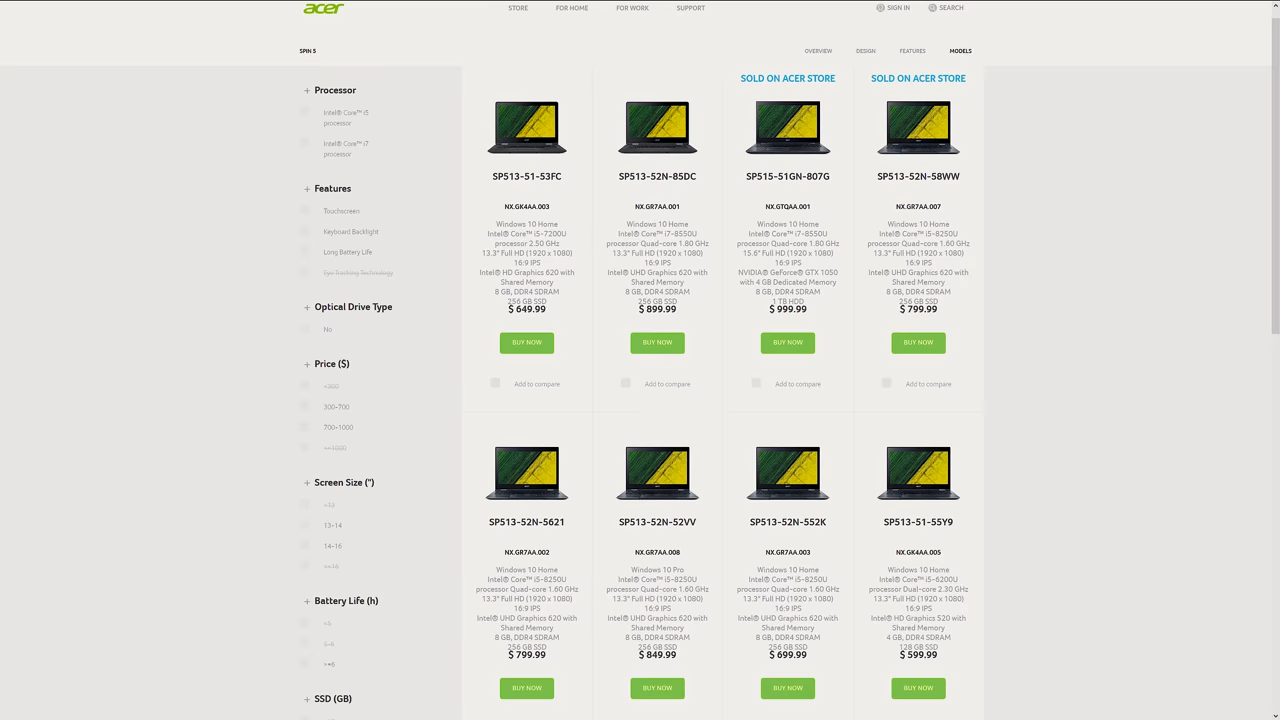 acer
STORE
FOR HOME
FOR WORK
SUPPORT
SIGN IN
SEARCH
SPIN 5
OVERVIEW
DESIGN
FEATURES
MODELS
+ Processor
Intel® Core™ i5
processor
Intel® Core™ i7
processor
+ Features
Touchscreen
Keyboard Backlight
Long Battery Life
Eye Tracking Technology
+ Optical Drive Type
No
+ Price ($)
<300
300-700
700-1000
>=1000
+ Screen Size (")
<13
13-14
14-16
>=16
+ Battery Life (h)
<5
5-6
>=6
+ SSD (GB)
SP513-51-53FC
NX.GK4AA.003
Windows 10 Home
Intel® Core™ i5-7200U
processor 2.50 GHz
13.3" Full HD (1920 x 1080)
16:9 IPS
Intel® HD Graphics 620 with
Shared Memory
8 GB, DDR4 SDRAM
256 GB SSD
$ 649.99
BUY NOW
Add to compare
SP513-52N-85DC
NX.GR7AA.001
Windows 10 Home
Intel® Core™ i7-8550U
processor Quad-core 1.80 GHz
13.3" Full HD (1920 x 1080)
16:9 IPS
Intel® UHD Graphics 620 with
Shared Memory
8 GB, DDR4 SDRAM
256 GB SSD
$ 899.99
BUY NOW
Add to compare
SOLD ON ACER STORE
SP515-51GN-807G
NX.GTQAA.001
Windows 10 Home
Intel® Core™ i7-8550U
processor Quad-core 1.80 GHz
15.6" Full HD (1920 x 1080)
16:9 IPS
NVIDIA® GeForce® GTX 1050
with 4 GB Dedicated Memory
8 GB, DDR4 SDRAM
1 TB HDD
$ 999.99
BUY NOW
Add to compare
SOLD ON ACER STORE
SP513-52N-58WW
NX.GR7AA.007
Windows 10 Home
Intel® Core™ i5-8250U
processor Quad-core 1.60 GHz
13.3" Full HD (1920 x 1080)
16:9 IPS
Intel® UHD Graphics 620 with
Shared Memory
8 GB, DDR4 SDRAM
256 GB SSD
$ 799.99
BUY NOW
Add to compare
SP513-52N-5621
NX.GR7AA.002
Windows 10 Home
Intel® Core™ i5-8250U
processor Quad-core 1.60 GHz
13.3" Full HD (1920 x 1080)
16:9 IPS
Intel® UHD Graphics 620 with
Shared Memory
8 GB, DDR4 SDRAM
256 GB SSD
$ 799.99
BUY NOW
SP513-52N-52VV
NX.GR7AA.008
Windows 10 Pro
Intel® Core™ i5-8250U
processor Quad-core 1.60 GHz
13.3" Full HD (1920 x 1080)
16:9 IPS
Intel® UHD Graphics 620 with
Shared Memory
8 GB, DDR4 SDRAM
256 GB SSD
$ 849.99
BUY NOW
SP513-52N-552K
NX.GR7AA.003
Windows 10 Home
Intel® Core™ i5-8250U
processor Quad-core 1.60 GHz
13.3" Full HD (1920 x 1080)
16:9 IPS
Intel® UHD Graphics 620 with
Shared Memory
8 GB, DDR4 SDRAM
256 GB SSD
$ 699.99
BUY NOW
SP513-51-55Y9
NX.GK4AA.005
Windows 10 Home
Intel® Core™ i5-6200U
processor Dual-core 2.30 GHz
13.3" Full HD (1920 x 1080)
16:9 IPS
Intel® HD Graphics 520 with
Shared Memory
4 GB, DDR4 SDRAM
128 GB SSD
$ 599.99
BUY NOW